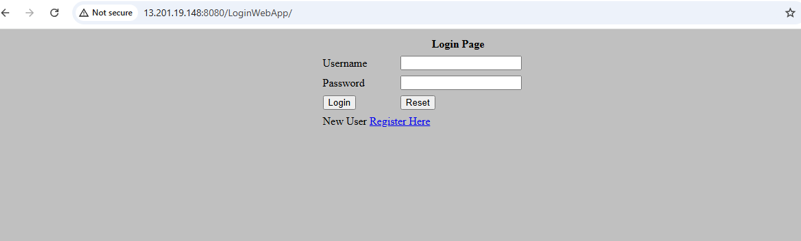 Not secure 13.201.19.148:8080/LoginWebApp/
Login Page
Username
Password
Login Reset
New User Register Here